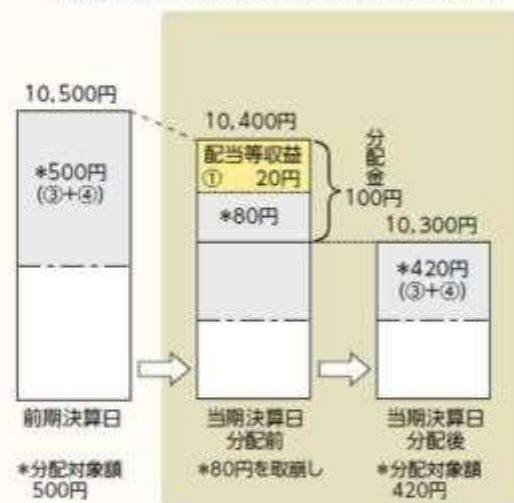 10,500円
*500円
(③+④)
前期決算日
*分配対象額
500円
10,400円
配当等収益
① 20円
*80円
分配金
100円
当期決算日
分配前
*80円を取崩し
10,300円
*420円
(③+④)
当期決算日
分配後
*分配対象額
420円